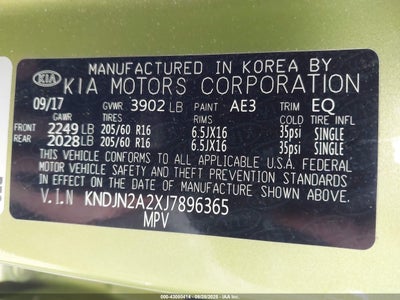 MANUFACTURED IN KOREA BY
KIA KIA MOTORS CORPORATION
09/17 GVWR 3902 LB PAINT AE3 TRIM EQ
GAWR TIRES RIMS COLD TIRE INFL
FRONT 2249 LB 205/60 R16 6.5JX16 35psi SINGLE
REAR 2028 LB 205/60 R16 6.5JX16 35psi SINGLE
THIS VEHICLE CONFORMS TO ALL APPLICABLE U.S.A. FEDERAL
MOTOR VEHICLE SAFETY, BUMPER, AND THEFT PREVENTION
STANDARDS IN EFFECT ON THE DATE OF MANUFACTURE SHOWN ABOVE.
V.I.N KNDJN2A2XJ7896365
MPV